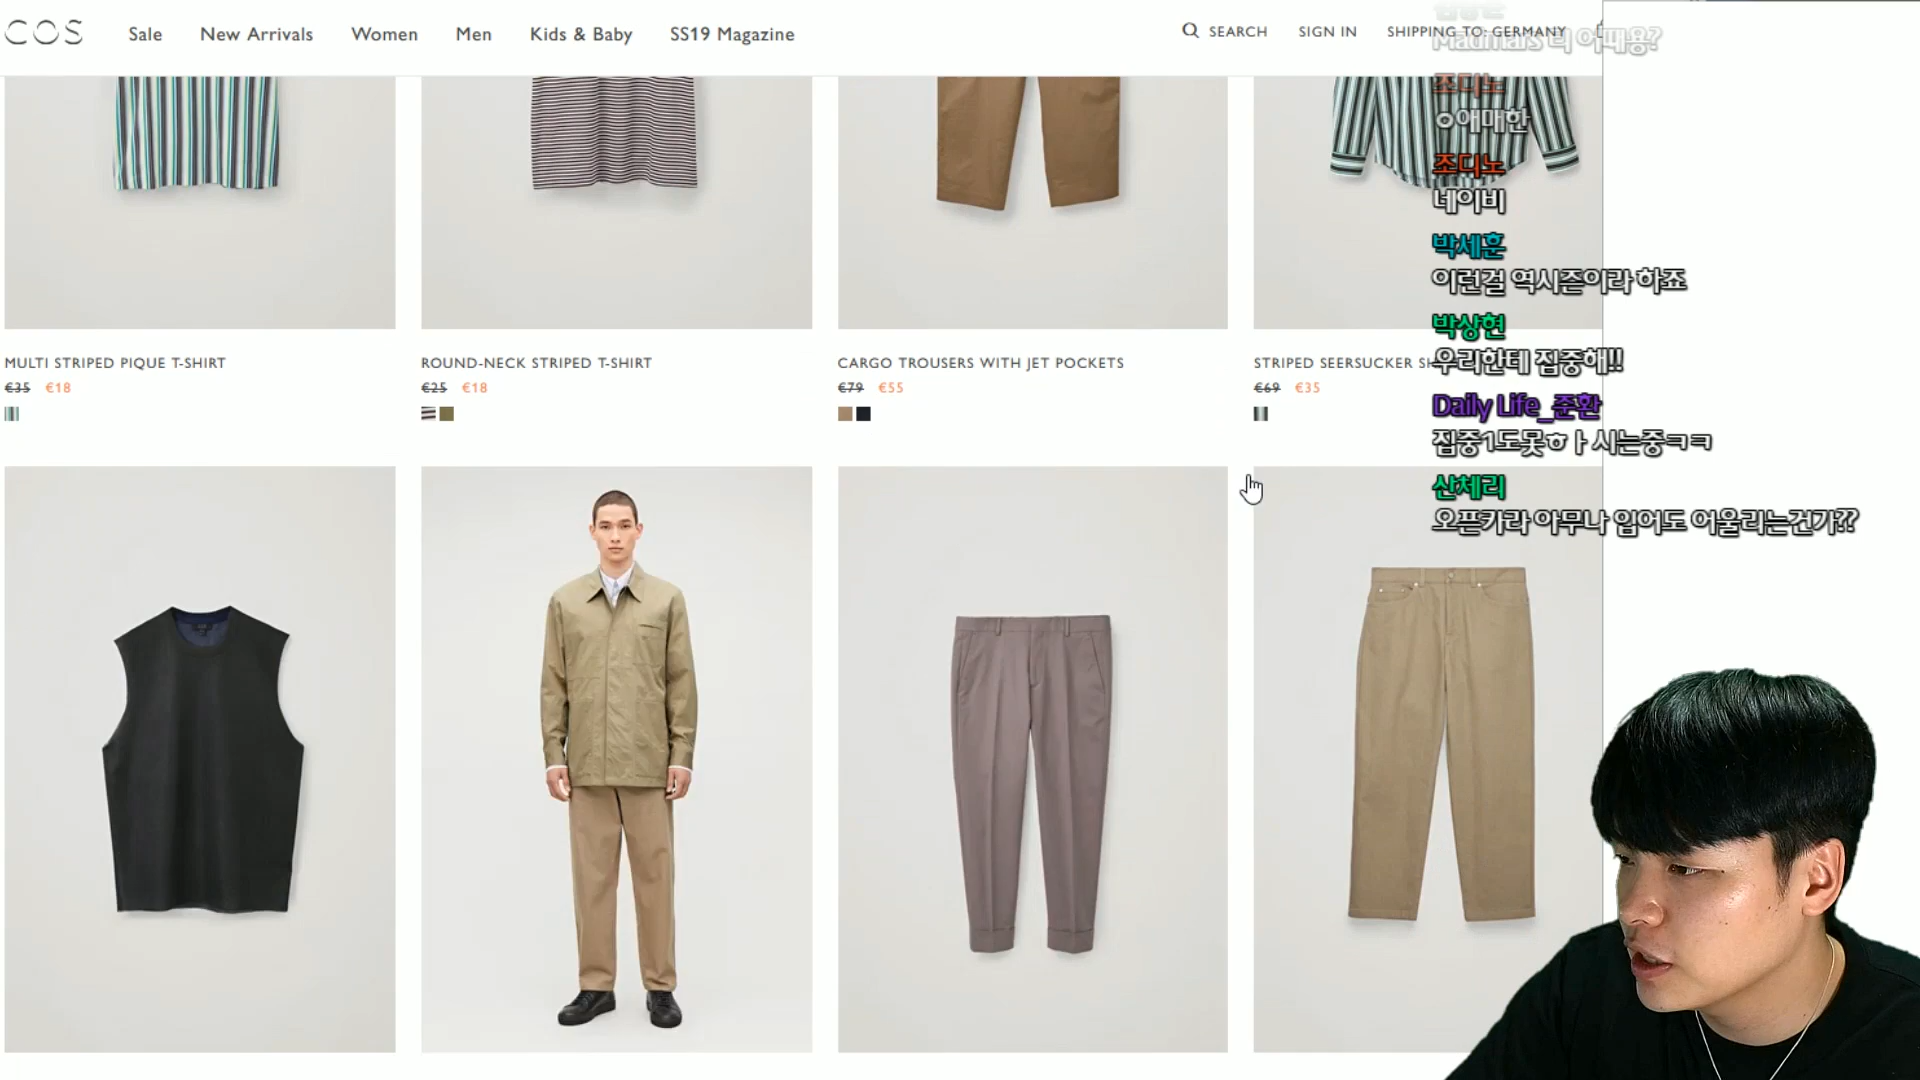 COS
Sale
New Arrivals
Women
Men
Kids & Baby
SS19 Magazine
SEARCH
SIGN IN
SHIPPING TO: GERMANY
MULTI STRIPED PIQUE T-SHIRT
€35 €18
ROUND-NECK STRIPED T-SHIRT
€25 €18
CARGO TROUSERS WITH JET POCKETS
€79 €55
STRIPED SEERSUCKER
€69 €35
티 어때용?
조디노
ㅇ애매한
조디노
네이비
박세훈
이런걸 역시즌이라 하죠
박상현
우리한테 집중해!!
Daily Life_준환
집중1도못ㅎㅏ시는중ㅋㅋ
산체리
오픈카라 아무나 입어도 어울리는건가??